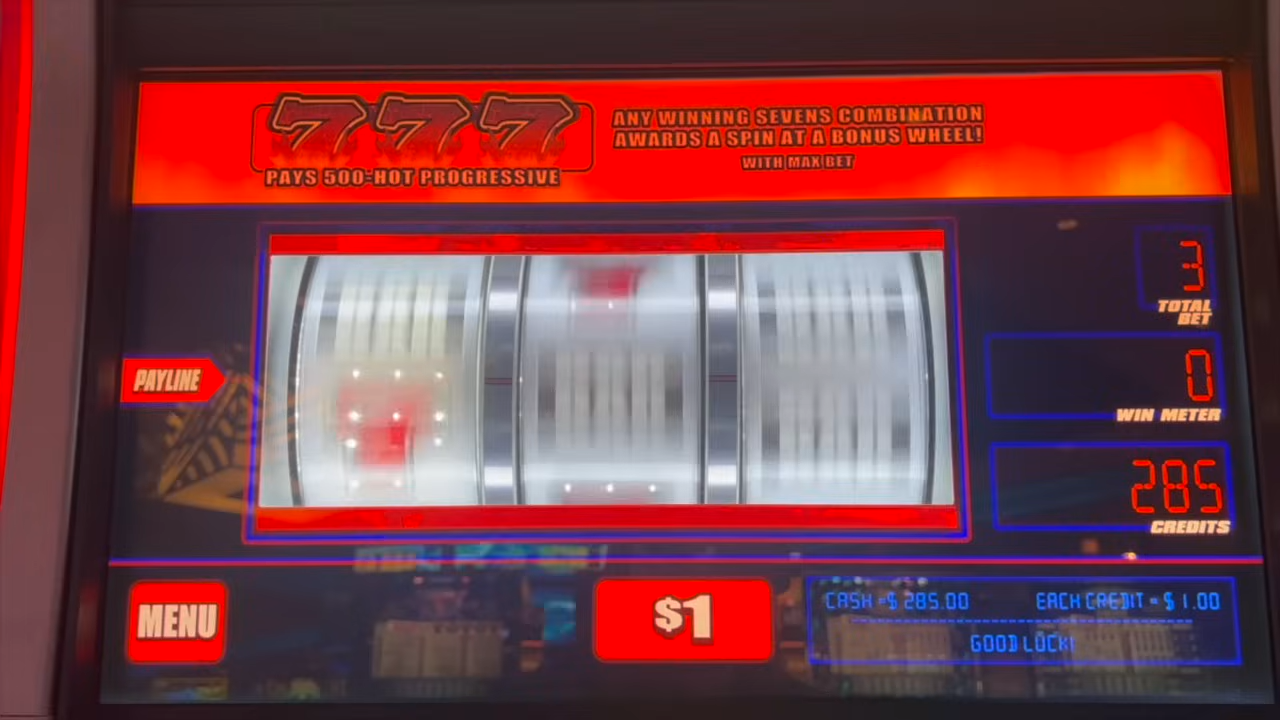 777
PAYS 500-HOT PROGRESSIVE
ANY WINNING SEVENS COMBINATION
AWARDS A SPIN AT A BONUS WHEEL!
WITH MAX BET
3
TOTAL
BET
PAYLINE
0
WIN METER
285
CREDITS
MENU
$1
CASH = $ 285.00 EACH CREDIT = $ 1.00
GOOD LUCK!